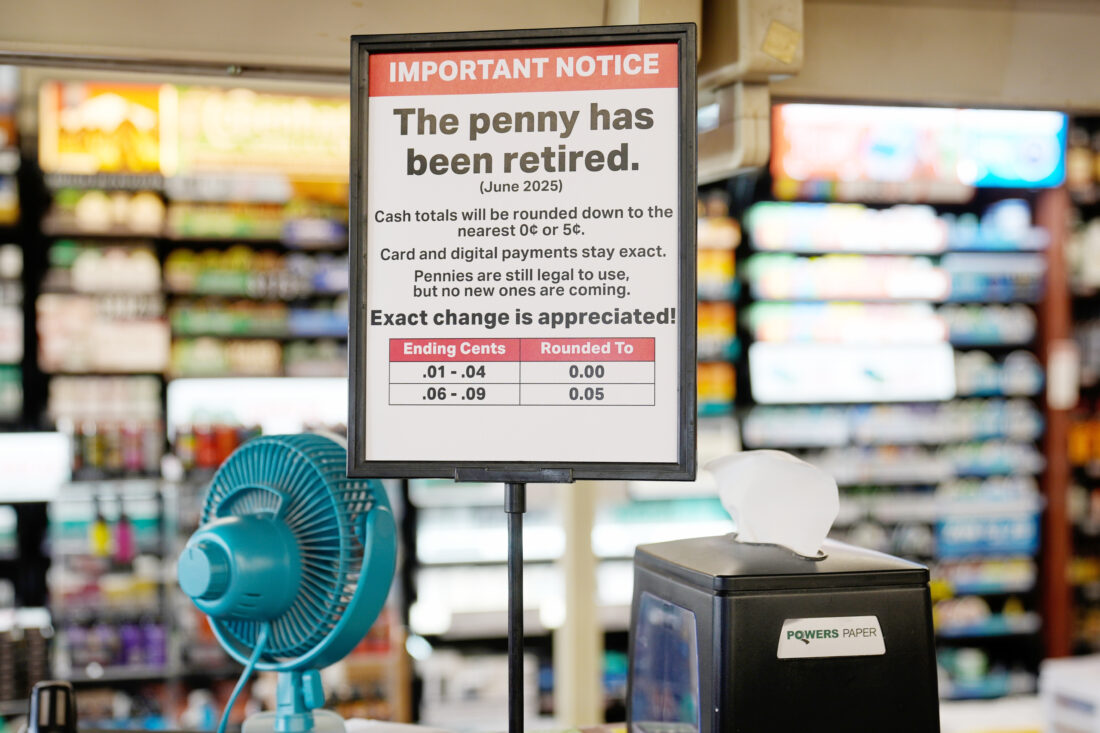 IMPORTANT NOTICE
The penny has
been retired.
(June 2025)
Cash totals will be rounded down to the
nearest 0¢ or 5¢.
Card and digital payments stay exact.
Pennies are still legal to use,
but no new ones are coming.
Exact change is appreciated!
Ending Cents Rounded To
.01 - .04 0.00
.06 - .09 0.05
POWERS PAPER